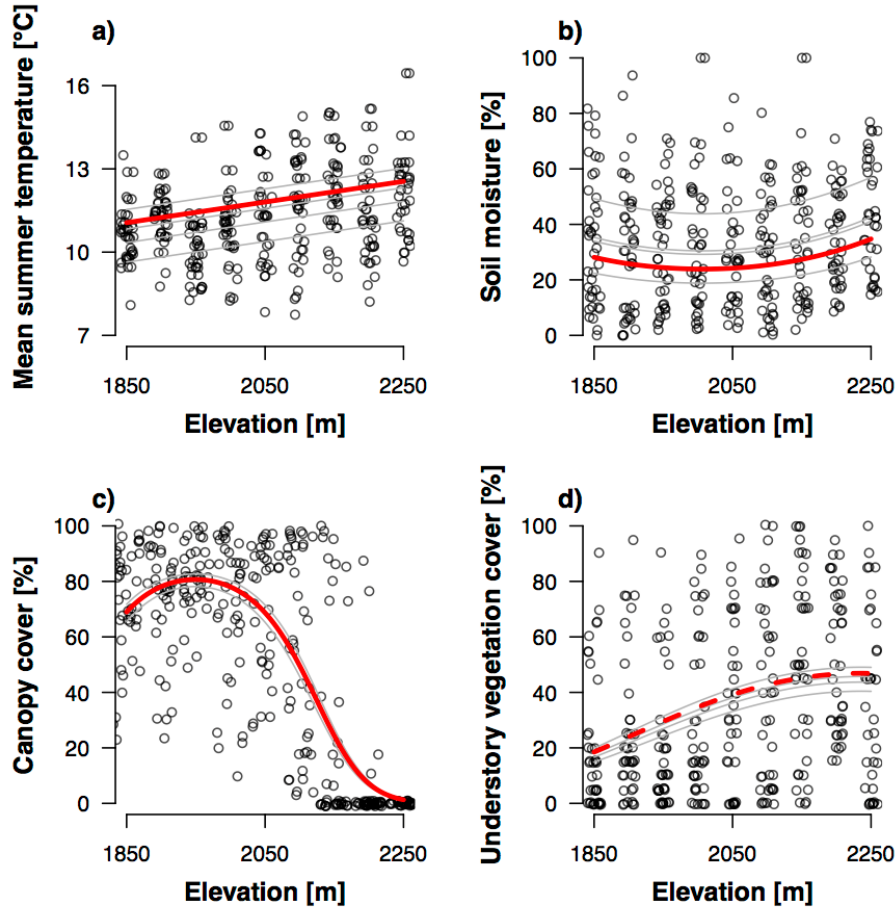 a)
Mean summer temperature [°C]
16
13
10
7
1850 2050 2250
Elevation [m]
b)
Soil moisture [%]
100
80
60
40
20
0
1850 2050 2250
Elevation [m]
c)
Canopy cover [%]
100
80
60
40
20
0
1850 2050 2250
Elevation [m]
d)
Understory vegetation cover [%]
100
80
60
40
20
0
1850 2050 2250
Elevation [m]